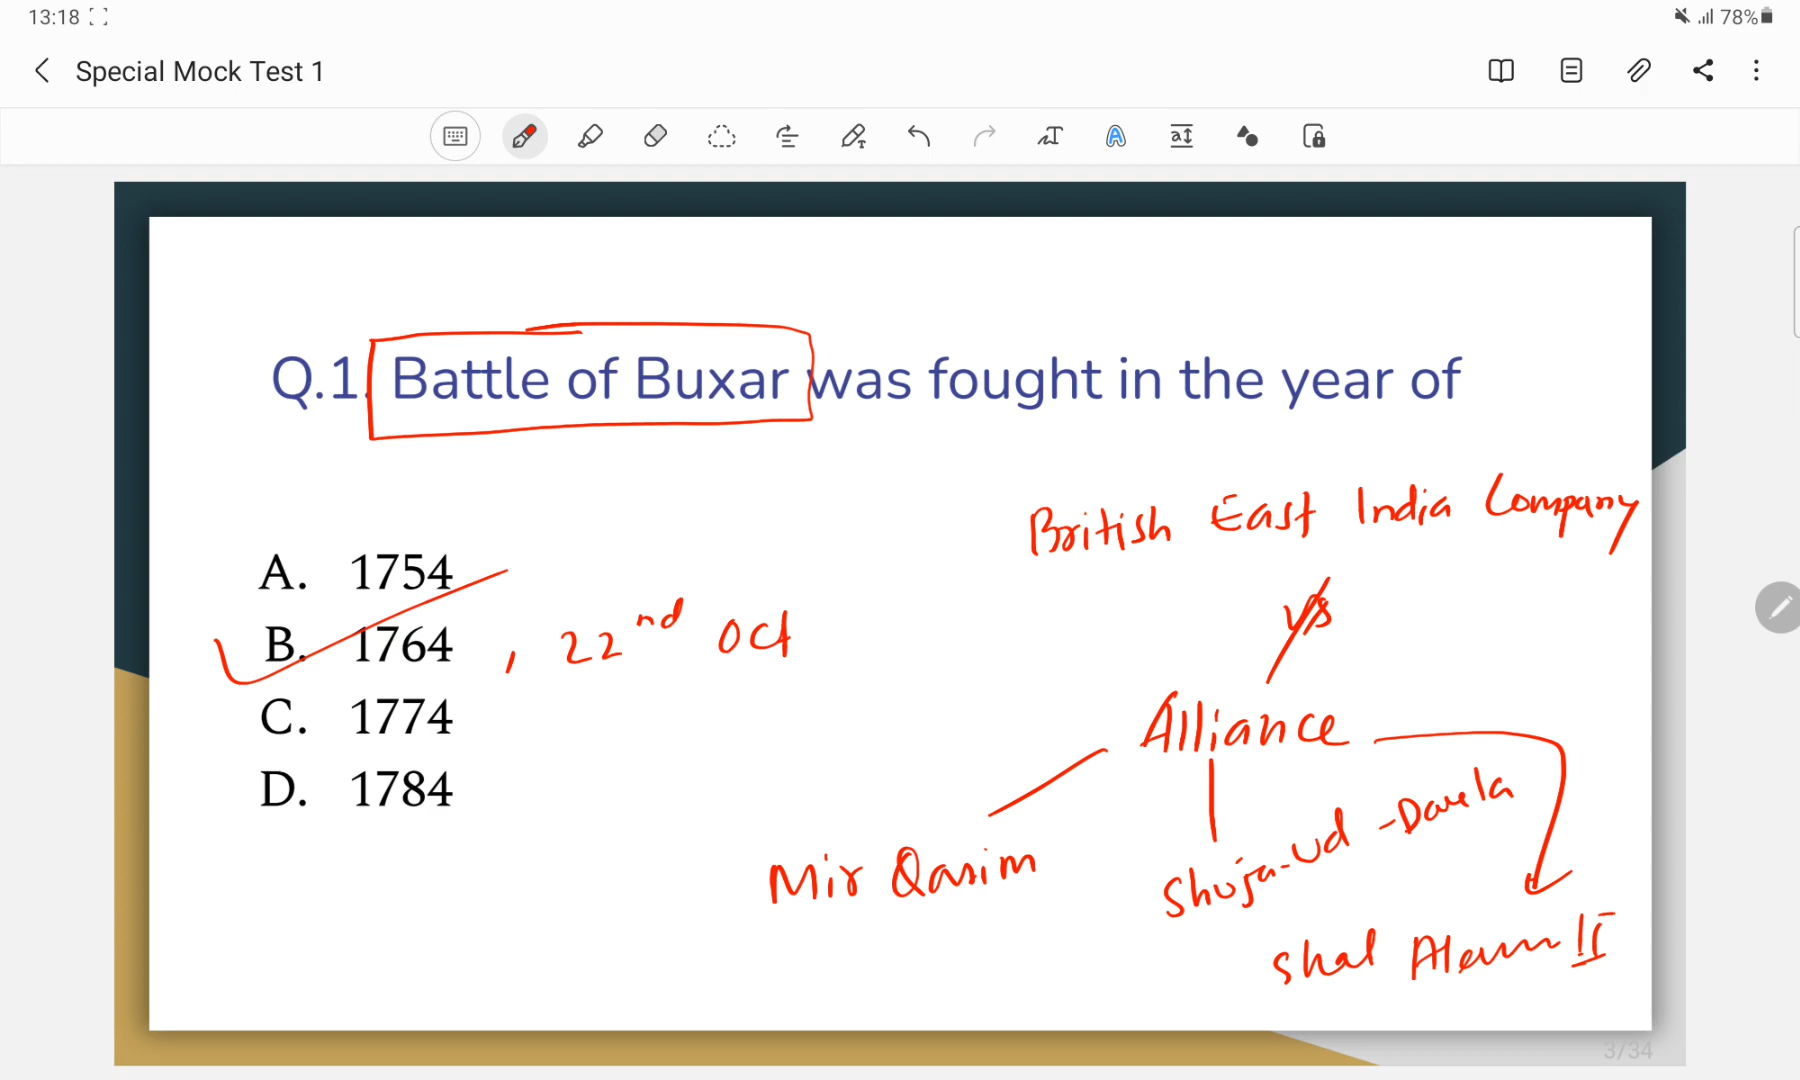 13:18
78%
Special Mock Test 1
Q.1. Battle of Buxar was fought in the year of
British East India Company
A. 1754
vs
B. 1764 , 22nd Oct
Alliance
C. 1774
D. 1784
Mir Qasim
Shuja-Ud-Daula
Shah Alam II
3/34